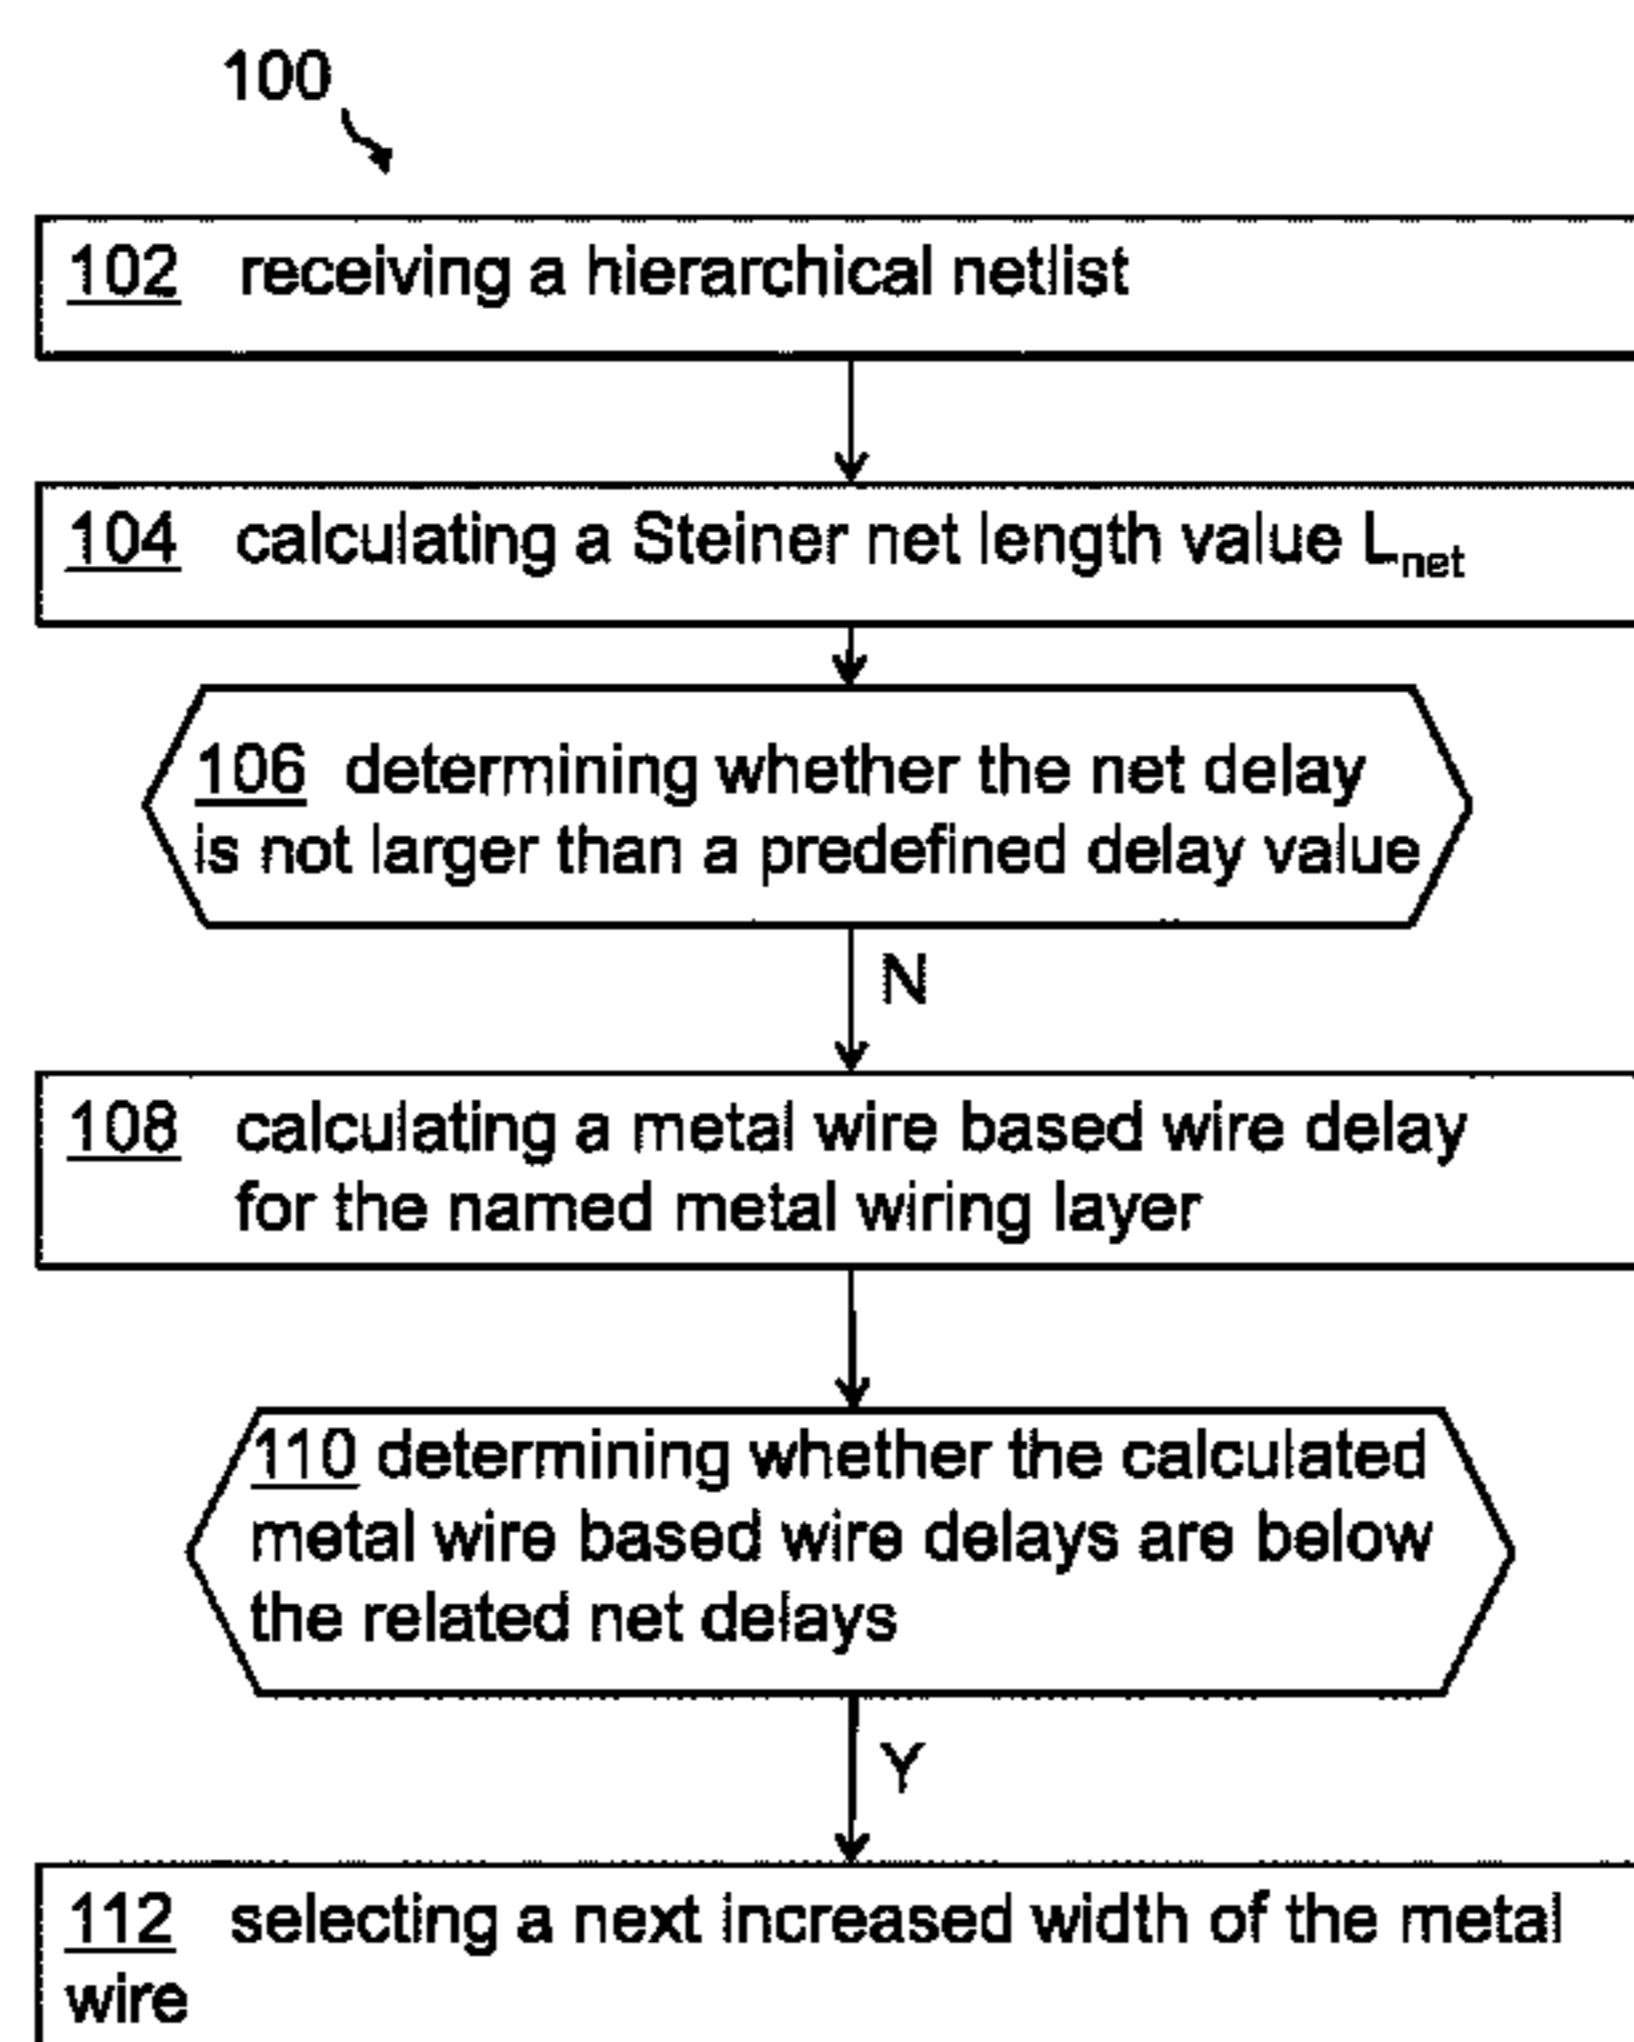 100
102 receiving a hierarchical netlist
104 calculating a Steiner net length value Lnet
106 determining whether the net delay
is not larger than a predefined delay value
N
108 calculating a metal wire based wire delay
for the named metal wiring layer
110 determining whether the calculated
metal wire based wire delays are below
the related net delays
Y
112 selecting a next increased width of the metal
wire